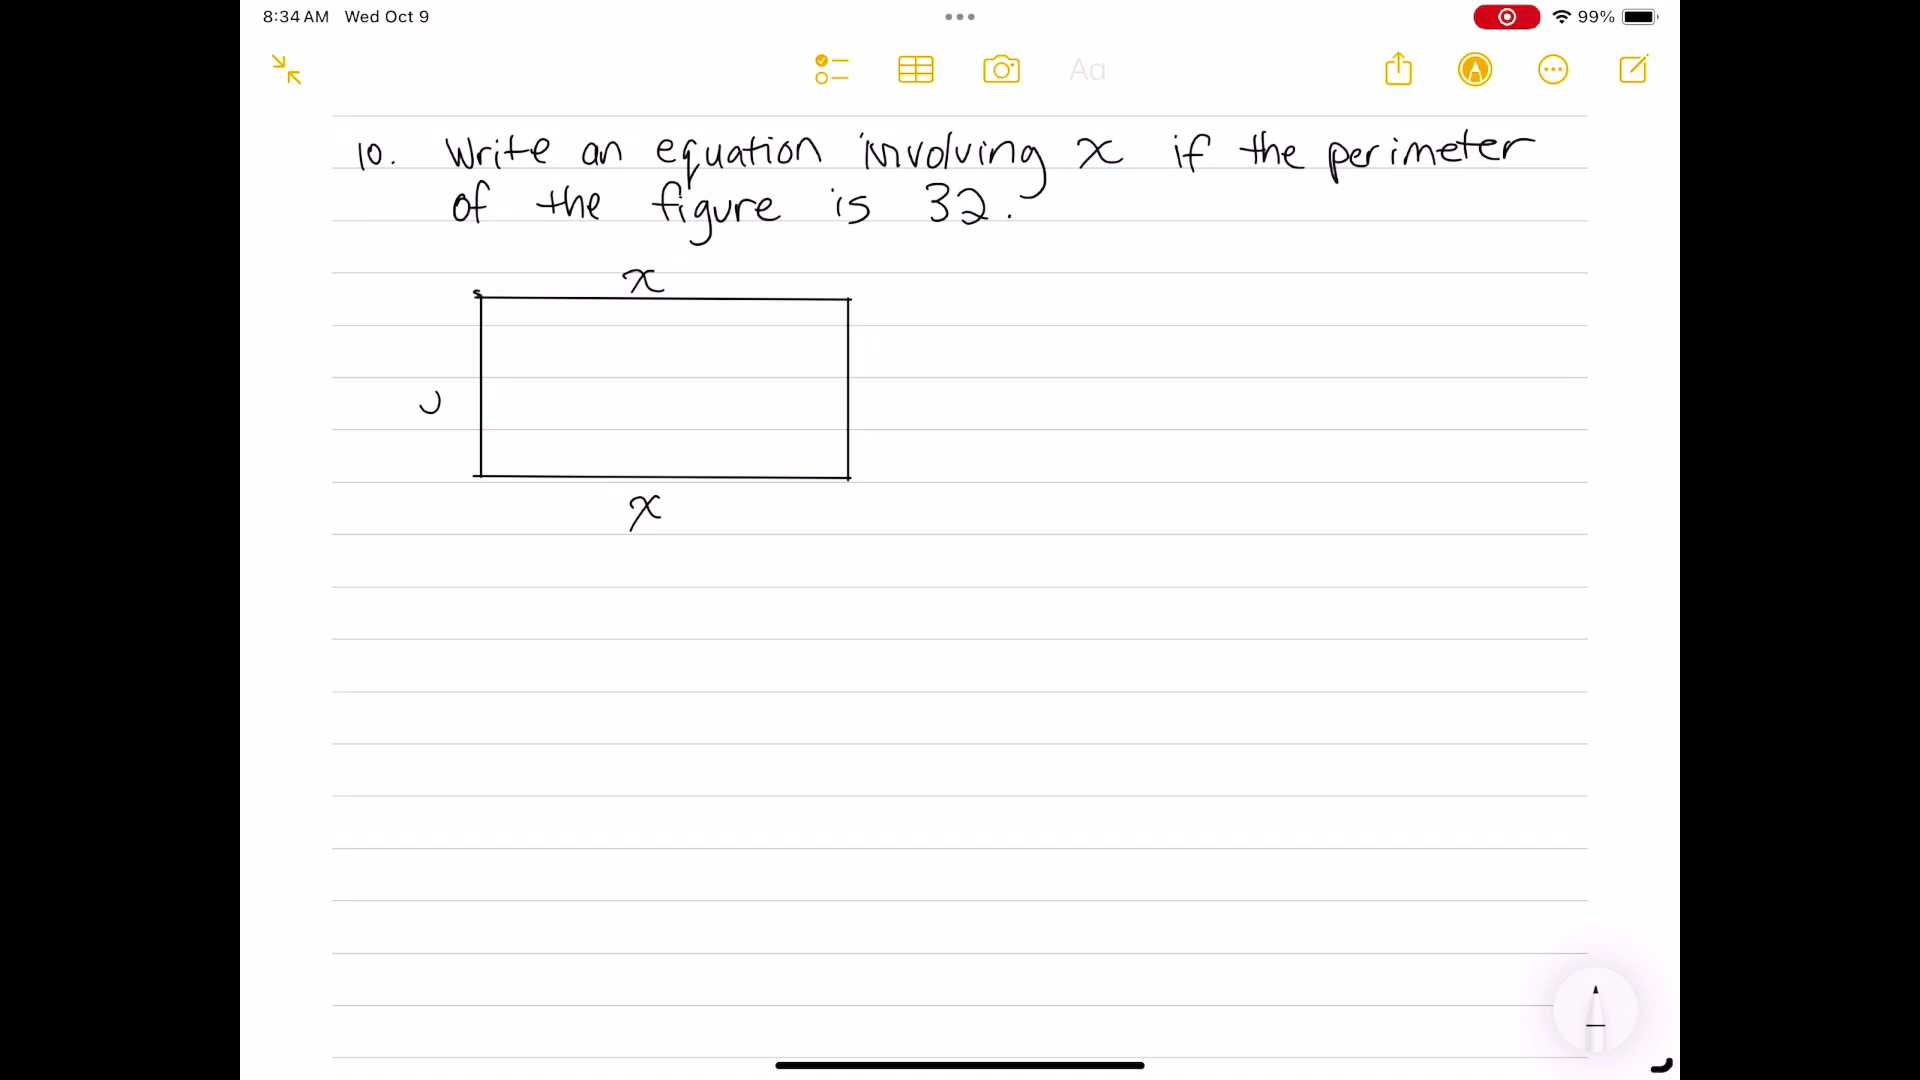 8:34 AM Wed Oct 9
99%
Aa
10. Write an equation involving x if the perimeter
of the figure is 32.
x
x